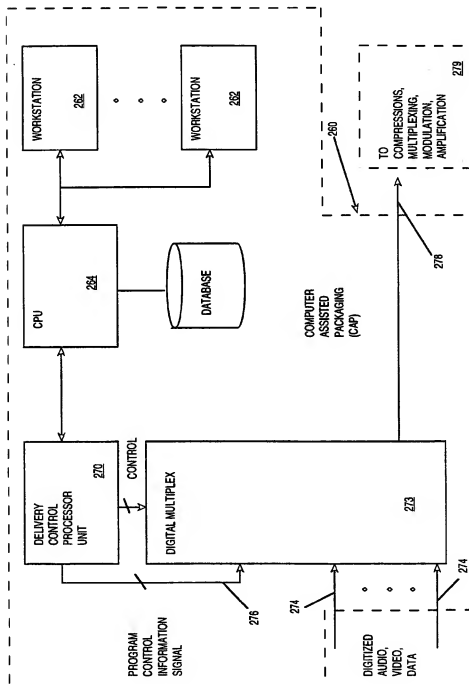 WORKSTATION
262
WORKSTATION
262
CPU
264
DATABASE
DELIVERY
CONTROL
PROCESSOR
UNIT
270
CONTROL
DIGITAL MULTIPLEX
273
276
PROGRAM
CONTROL
INFORMATION
SIGNAL
274
274
DIGITIZED
AUDIO,
VIDEO,
DATA
COMPUTER
ASSISTED
PACKAGING
(CAP)
260
278
TO
COMPRESSIONS,
MULTIPLEXING,
MODULATION,
AMPLIFICATION
279